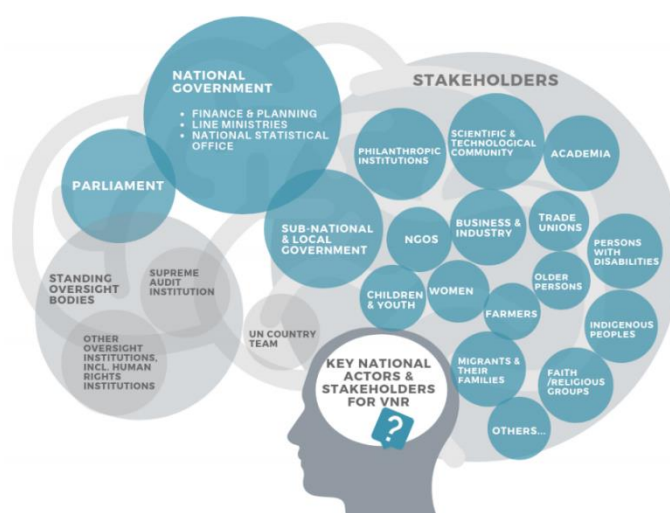 NATIONAL
GOVERNMENT
• FINANCE & PLANNING
• LINE MINISTRIES
• NATIONAL STATISTICAL
OFFICE
PARLIAMENT
SUB-NATIONAL
& LOCAL
GOVERNMENT
STANDING
OVERSIGHT
BODIES
SUPREME
AUDIT
INSTITUTION
OTHER
OVERSIGHT
INSTITUTIONS,
INCL. HUMAN
RIGHTS
INSTITUTIONS
UN COUNTRY
TEAM
STAKEHOLDERS
PHILANTHROPIC
INSTITUTIONS
SCIENTIFIC &
TECHNOLOGICAL
COMMUNITY
ACADEMIA
NGOS
BUSINESS &
INDUSTRY
TRADE
UNIONS
PERSONS
WITH
DISABILITIES
CHILDREN
& YOUTH
WOMEN
OLDER
PERSONS
FARMERS
INDIGENOUS
PEOPLES
MIGRANTS &
THEIR
FAMILIES
FAITH
/RELIGIOUS
GROUPS
OTHERS...
KEY NATIONAL
ACTORS &
STAKEHOLDERS
FOR VNR
?